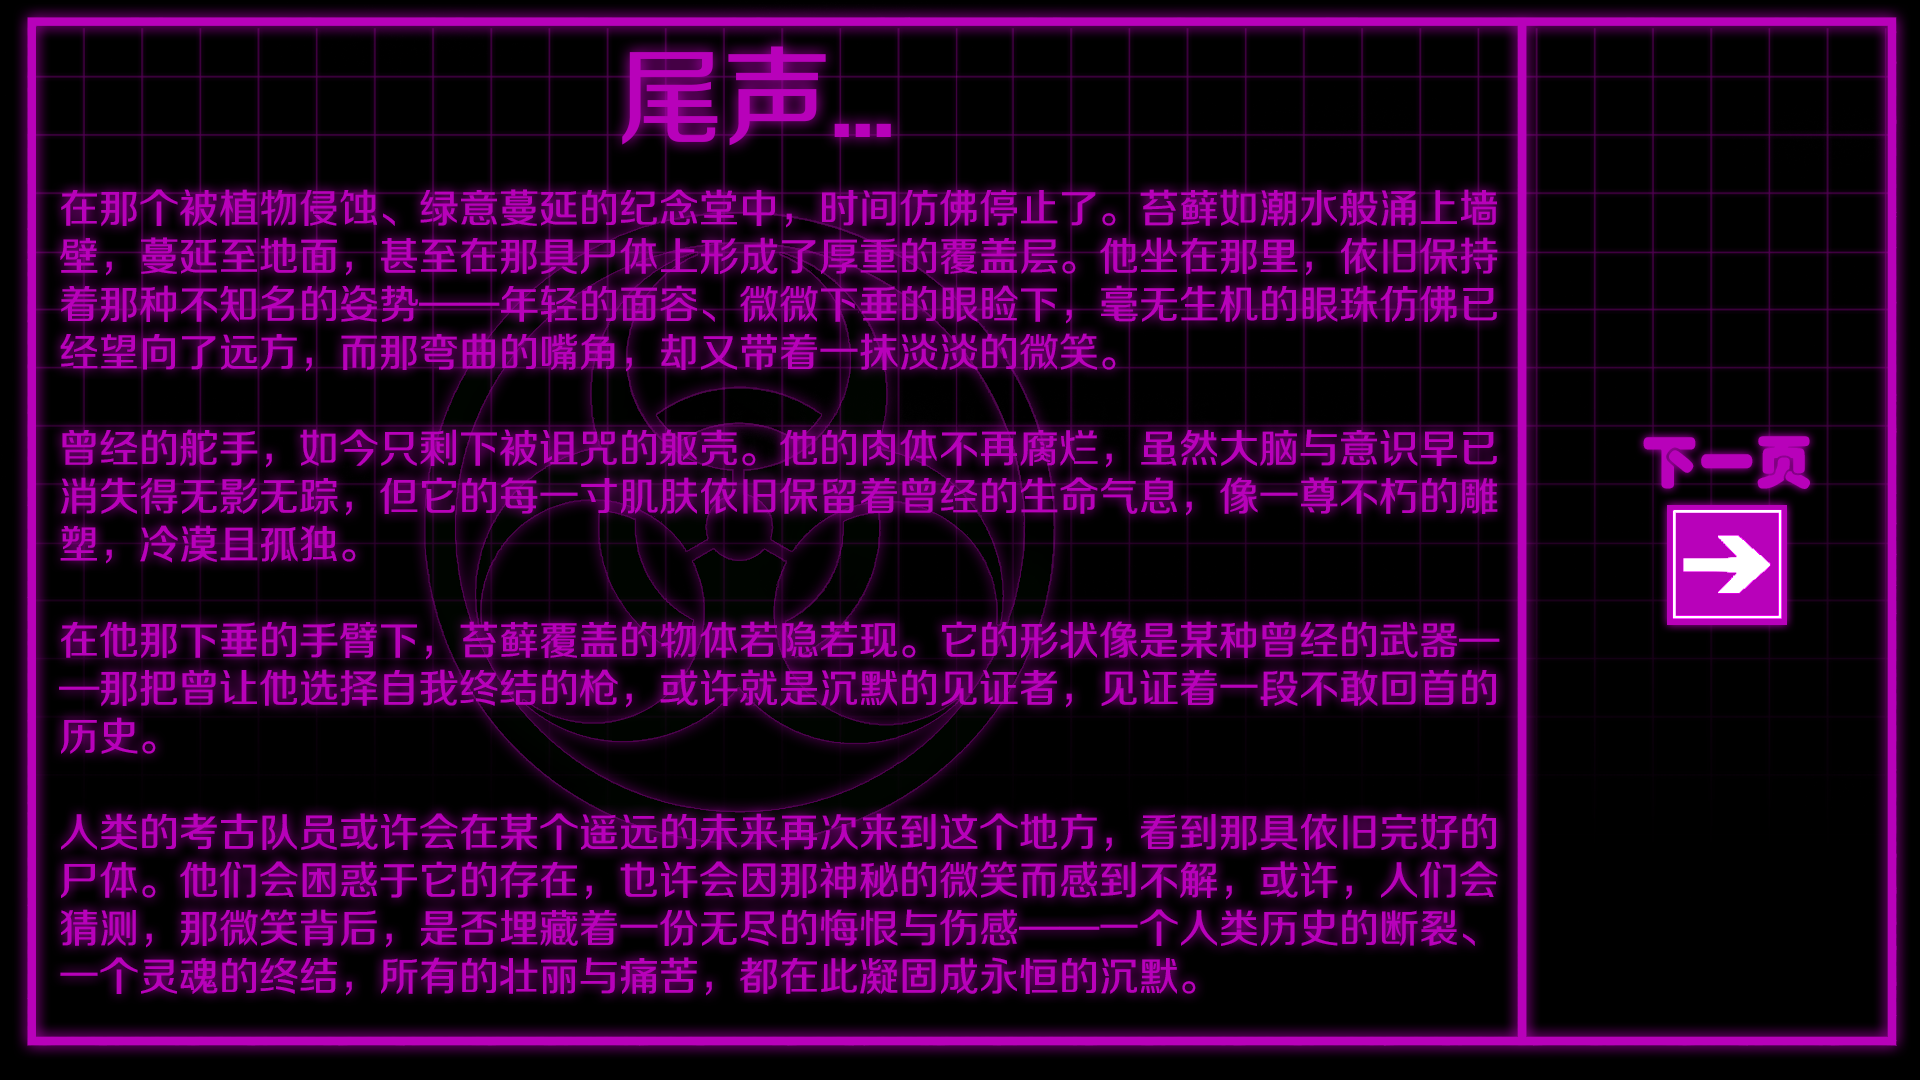 尾声...
在那个被植物侵蚀、绿意蔓延的纪念堂中，时间仿佛停止了。苔藓如潮水般涌上墙
壁，蔓延至地面，甚至在那具尸体上形成了厚重的覆盖层。他坐在那里，依旧保持
着那种不知名的姿势——年轻的面容、微微下垂的眼睑下，毫无生机的眼珠仿佛已
经望向了远方，而那弯曲的嘴角，却又带着一抹淡淡的微笑。
曾经的舵手，如今只剩下被诅咒的躯壳。他的肉体不再腐烂，虽然大脑与意识早已
消失得无影无踪，但它的每一寸肌肤依旧保留着曾经的生命气息，像一尊不朽的雕
塑，冷漠且孤独。
在他那下垂的手臂下，苔藓覆盖的物体若隐若现。它的形状像是某种曾经的武器—
—那把曾让他选择自我终结的枪，或许就是沉默的见证者，见证着一段不敢回首的
历史。
人类的考古队员或许会在某个遥远的未来再次来到这个地方，看到那具依旧完好的
尸体。他们会困惑于它的存在，也许会因那神秘的微笑而感到不解，或许，人们会
猜测，那微笑背后，是否埋藏着一份无尽的悔恨与伤感——一个人类历史的断裂、
一个灵魂的终结，所有的壮丽与痛苦，都在此凝固成永恒的沉默。
下一页